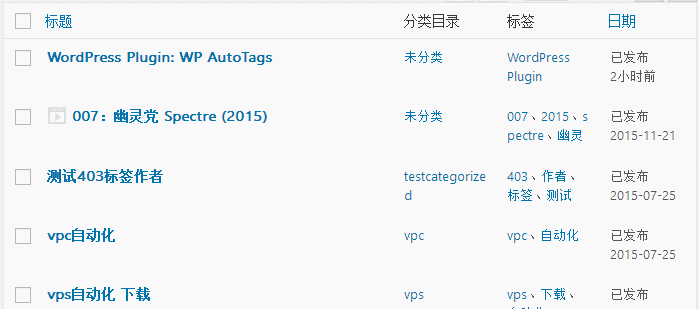 标题 分类目录 标签 日期
WordPress Plugin: WP AutoTags 未分类 WordPress 已发布
Plugin 2小时前
007：幽灵党 Spectre (2015) 未分类 007、2015、s 已发布
pectre、幽灵 2015-11-21
测试403标签作者 testcategorize 403、作者、 已发布
d 标签、测试 2015-07-25
vpc自动化 vpc vpc、自动化 已发布
2015-07-25
vps自动化 下载 vps vps、下载、 已发布